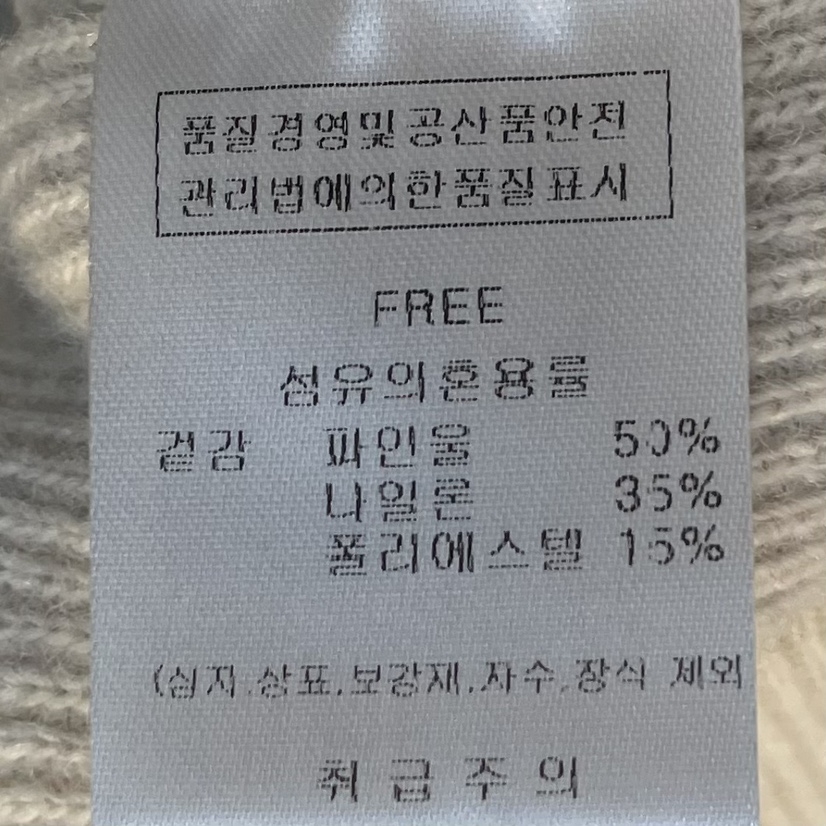 품질경영및공산품안전
관리법에의한품질표시
FREE
섬유의혼용률
겉감 파인울 50%
나일론 35%
폴리에스텔 15%
(심지.상표.보강재.자수.장식 제외
취급주의